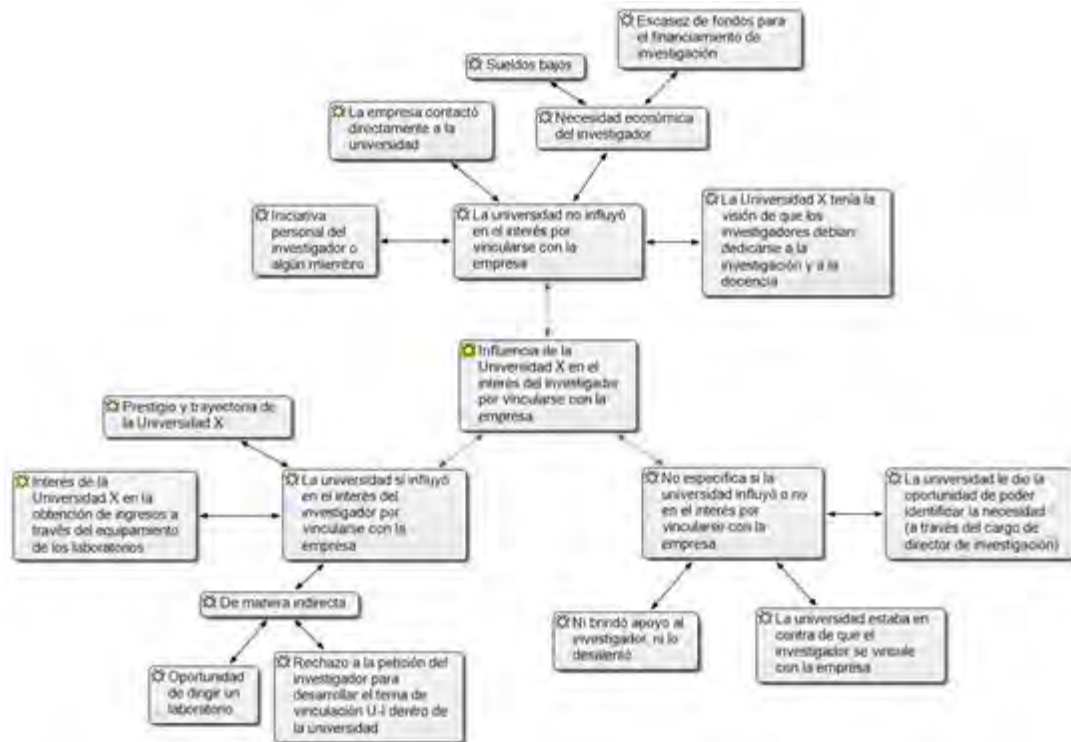 Escasez de fondos para
el financiamiento de
investigación
Sueldos bajos
La empresa contactó
directamente a la
universidad
Necesidad económica
del investigador
Iniciativa
personal del
investigador o
algún miembro
La universidad no influyó
en el interés por
vincularse con la
empresa
La Universidad X tenía la
visión de que los
investigadores debían
dedicarse a la
investigación y a la
docencia
Influencia de la
Universidad X en el
interés del investigador
por vincularse con la
empresa
Prestigio y trayectoria de
la Universidad X
Interés de la
Universidad X en la
obtención de ingresos a
través del equipamiento
de los laboratorios
La universidad sí influyó
en el interés del
investigador por
vincularse con la
empresa
No especifica si la
universidad influyó o no
en el interés por
vincularse con la
empresa
La universidad le dio la
oportunidad de poder
identificar la necesidad
(a través del cargo de
director de investigación)
De manera indirecta
Ni brindó apoyo al
investigador, ni lo
desalentó
La universidad estaba en
contra de que el
investigador se vincule
con la empresa
Oportunidad
de dirigir un
laboratorio
Rechazo a la petición del
investigador para
desarrollar el tema de
vinculación U-I dentro de
la universidad